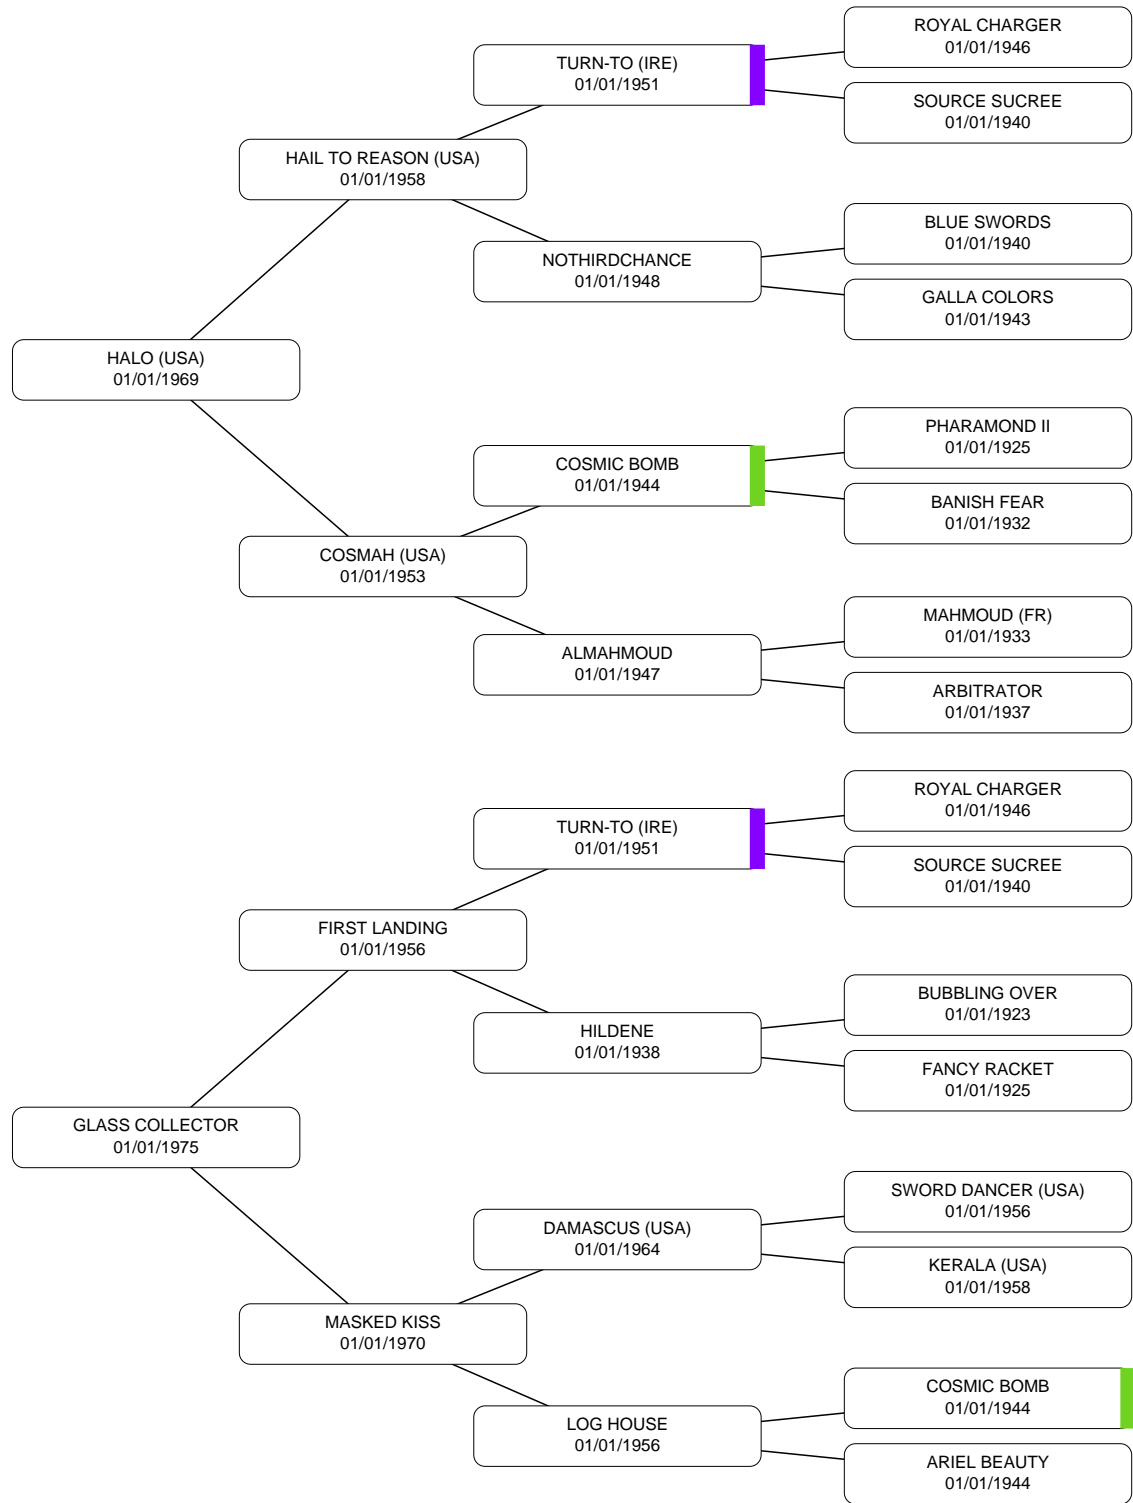 ROYAL CHARGER
01/01/1946
TURN-TO (IRE)
01/01/1951
SOURCE SUCREE
01/01/1940
HAIL TO REASON (USA)
01/01/1958
BLUE SWORDS
01/01/1940
NOTHIRDCHANCE
01/01/1948
GALLA COLORS
01/01/1943
HALO (USA)
01/01/1969
PHARAMOND II
01/01/1925
COSMIC BOMB
01/01/1944
BANISH FEAR
01/01/1932
COSMAH (USA)
01/01/1953
MAHMOUD (FR)
01/01/1933
ALMAHMOUD
01/01/1947
ARBITRATOR
01/01/1937
ROYAL CHARGER
01/01/1946
TURN-TO (IRE)
01/01/1951
SOURCE SUCREE
01/01/1940
FIRST LANDING
01/01/1956
BUBBLING OVER
01/01/1923
HILDENE
01/01/1938
FANCY RACKET
01/01/1925
GLASS COLLECTOR
01/01/1975
SWORD DANCER (USA)
01/01/1956
DAMASCUS (USA)
01/01/1964
KERALA (USA)
01/01/1958
MASKED KISS
01/01/1970
COSMIC BOMB
01/01/1944
LOG HOUSE
01/01/1956
ARIEL BEAUTY
01/01/1944